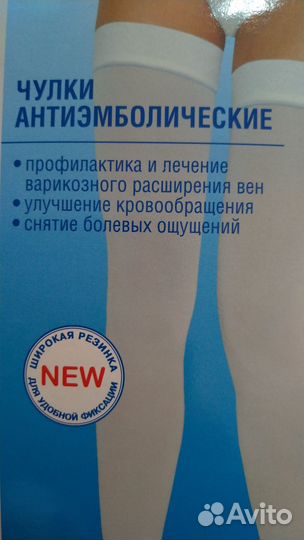 ЧУЛКИ
АНТИЭМБОЛИЧЕСКИЕ
• профилактика и лечение
варикозного расширения вен
• улучшение кровообращения
• снятие болевых ощущений
ШИРОКАЯ РЕЗИНКА
NEW
ДЛЯ УДОБНОЙ ФИКСАЦИИ
Avito